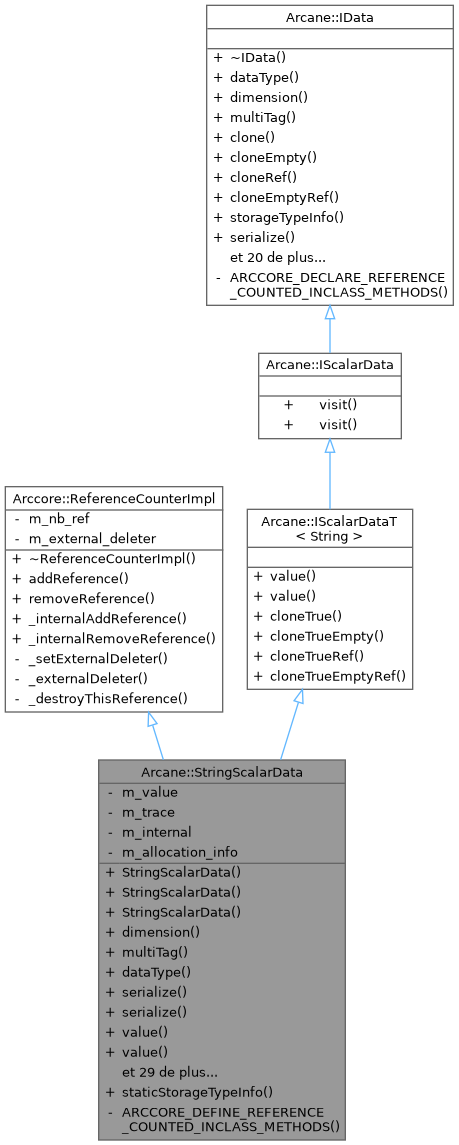 Arcane::IData
+ ~IData()
+ dataType()
+ dimension()
+ multiTag()
+ clone()
+ cloneEmpty()
+ cloneRef()
+ cloneEmptyRef()
+ storageTypeInfo()
+ serialize()
et 20 de plus...
- ARCCORE_DECLARE_REFERENCE
_COUNTED_INCLASS_METHODS()
Arcane::IScalarData
+ visit()
+ visit()
Arccore::ReferenceCounterImpl
- m_nb_ref
- m_external_deleter
+ ~ReferenceCounterImpl()
+ addReference()
+ removeReference()
+ _internalAddReference()
+ _internalRemoveReference()
- _setExternalDeleter()
- _externalDeleter()
- _destroyThisReference()
Arcane::IScalarDataT
< String >
+ value()
+ value()
+ cloneTrue()
+ cloneTrueEmpty()
+ cloneTrueRef()
+ cloneTrueEmptyRef()
Arcane::StringScalarData
- m_value
- m_trace
- m_internal
- m_allocation_info
+ StringScalarData()
+ StringScalarData()
+ StringScalarData()
+ dimension()
+ multiTag()
+ dataType()
+ serialize()
+ serialize()
+ value()
+ value()
et 29 de plus...
+ staticStorageTypeInfo()
- ARCCORE_DEFINE_REFERENCE
_COUNTED_INCLASS_METHODS()